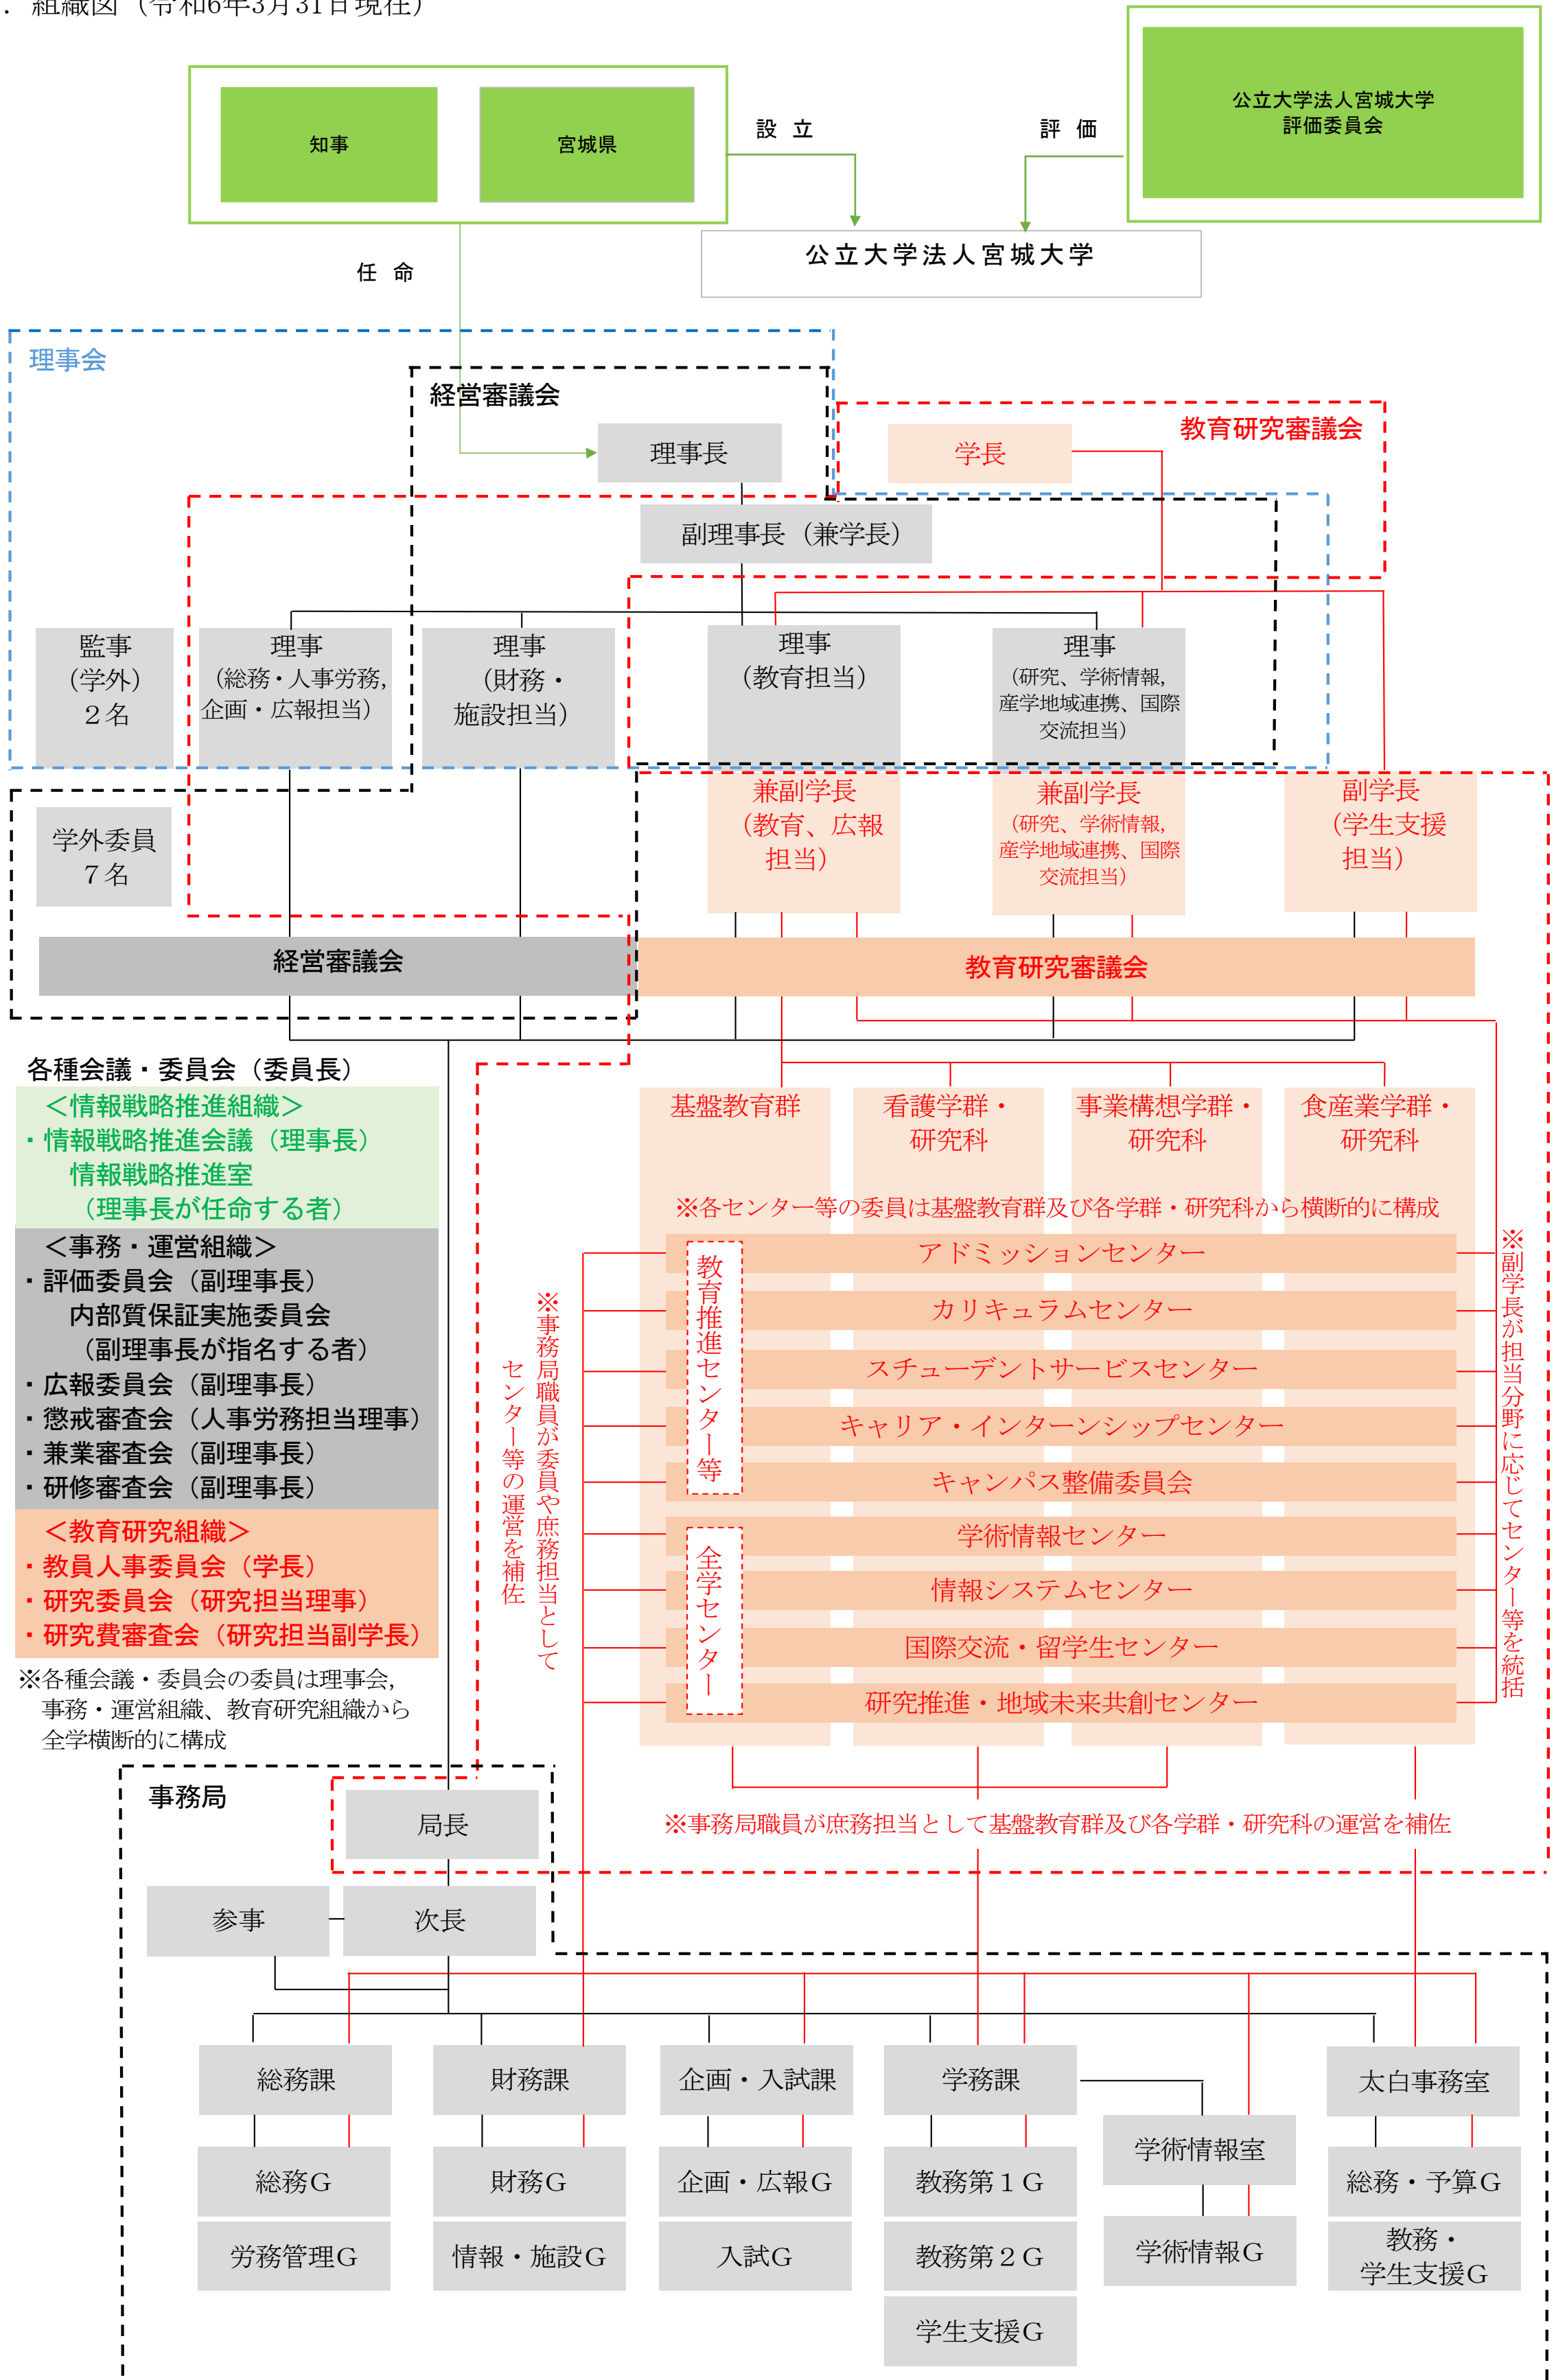 ．組織図（令和6年3月31日現在）
知事
宮城県
設 立
評 価
公立大学法人宮城大学
評価委員会
公立大学法人宮城大学
任 命
理事会
経営審議会
教育研究審議会
理事長
学長
副理事長（兼学長）
監事
（学外）
２名
理事
（総務・人事労務,
企画・広報担当）
理事
（財務・
施設担当）
理事
（教育担当）
理事
（研究、学術情報,
産学地域連携、国際
交流担当）
兼副学長
（教育、広報
担当）
兼副学長
（研究、学術情報,
産学地域連携、国際
交流担当）
副学長
（学生支援
担当）
学外委員
７名
経営審議会
教育研究審議会
各種会議・委員会（委員長）
＜情報戦略推進組織＞
・情報戦略推進会議（理事長）
情報戦略推進室
（理事長が任命する者）
＜事務・運営組織＞
・評価委員会（副理事長）
内部質保証実施委員会
（副理事長が指名する者）
・広報委員会（副理事長）
・懲戒審査会（人事労務担当理事）
・兼業審査会（副理事長）
・研修審査会（副理事長）
＜教育研究組織＞
・教員人事委員会（学長）
・研究委員会（研究担当理事）
・研究費審査会（研究担当副学長）
※各種会議・委員会の委員は理事会,
事務・運営組織、教育研究組織から
全学横断的に構成
基盤教育群
看護学群・
研究科
事業構想学群・
研究科
食産業学群・
研究科
※各センター等の委員は基盤教育群及び各学群・研究科から横断的に構成
教育推進センター等
アドミッションセンター
カリキュラムセンター
スチューデントサービスセンター
キャリア・インターンシップセンター
キャンパス整備委員会
全学センター
学術情報センター
情報システムセンター
国際交流・留学生センター
研究推進・地域未来共創センター
※事務局職員が委員や庶務担当として
センター等の運営を補佐
※副学長が担当分野に応じてセンター等を統括
※事務局職員が庶務担当として基盤教育群及び各学群・研究科の運営を補佐
事務局
局長
参事
次長
総務課
財務課
企画・入試課
学務課
太白事務室
学術情報室
総務Ｇ
財務Ｇ
企画・広報Ｇ
教務第１Ｇ
総務・予算Ｇ
労務管理Ｇ
情報・施設Ｇ
入試Ｇ
教務第２Ｇ
学術情報Ｇ
教務・
学生支援Ｇ
学生支援Ｇ